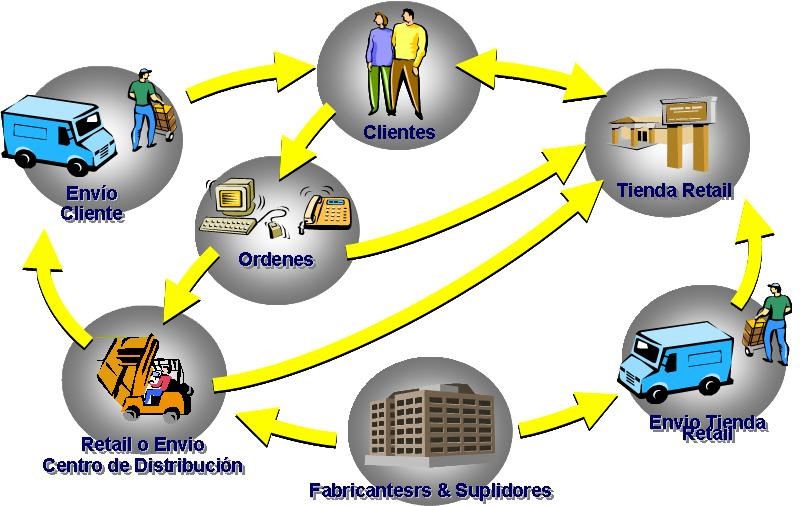 Clientes
Envío
Cliente
Tienda Retail
Ordenes
Retail o Envio
Centro de Distribución
Envio Tienda
Retail
Fabricantesrs & Suplidores